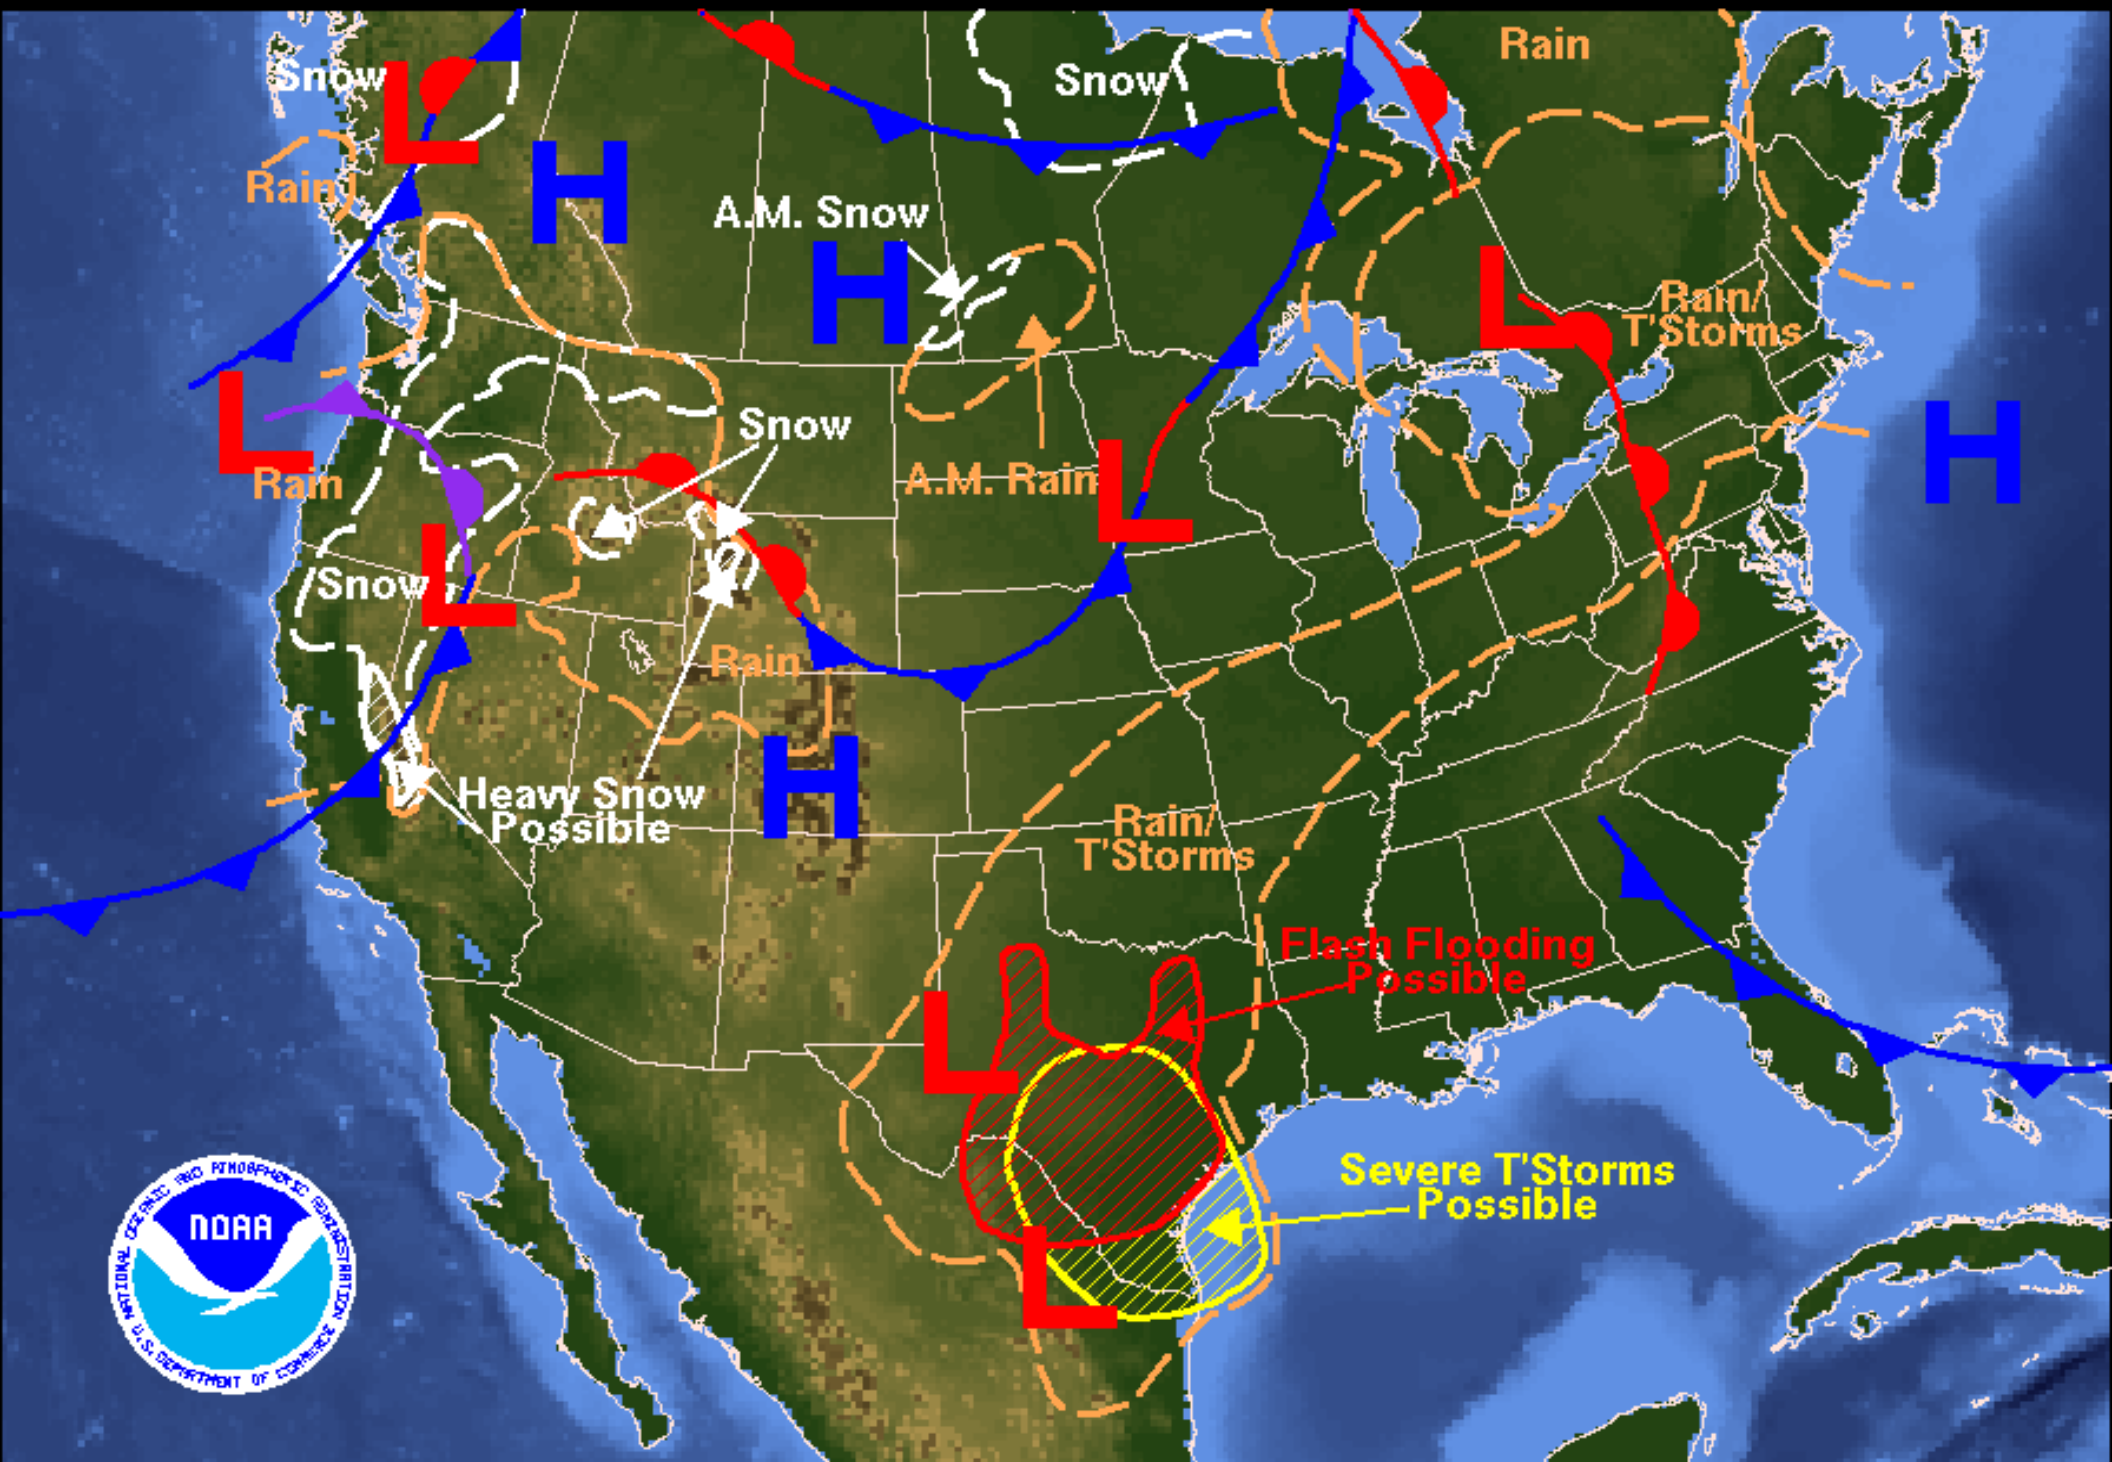 Rain
Snow
Snow
L
Rain
H
A.M. Snow
H
L
Rain/
T'Storms
L
Rain
Snow
A.M. Rain
L
H
Snow
L
Rain
H
Heavy Snow
Possible
Rain/
T'Storms
Flash Flooding
Possible
L
Severe T'Storms
Possible
L
NATIONAL OCEANIC AND ATMOSPHERIC ADMINISTRATION
NOAA
U.S. DEPARTMENT OF COMMERCE